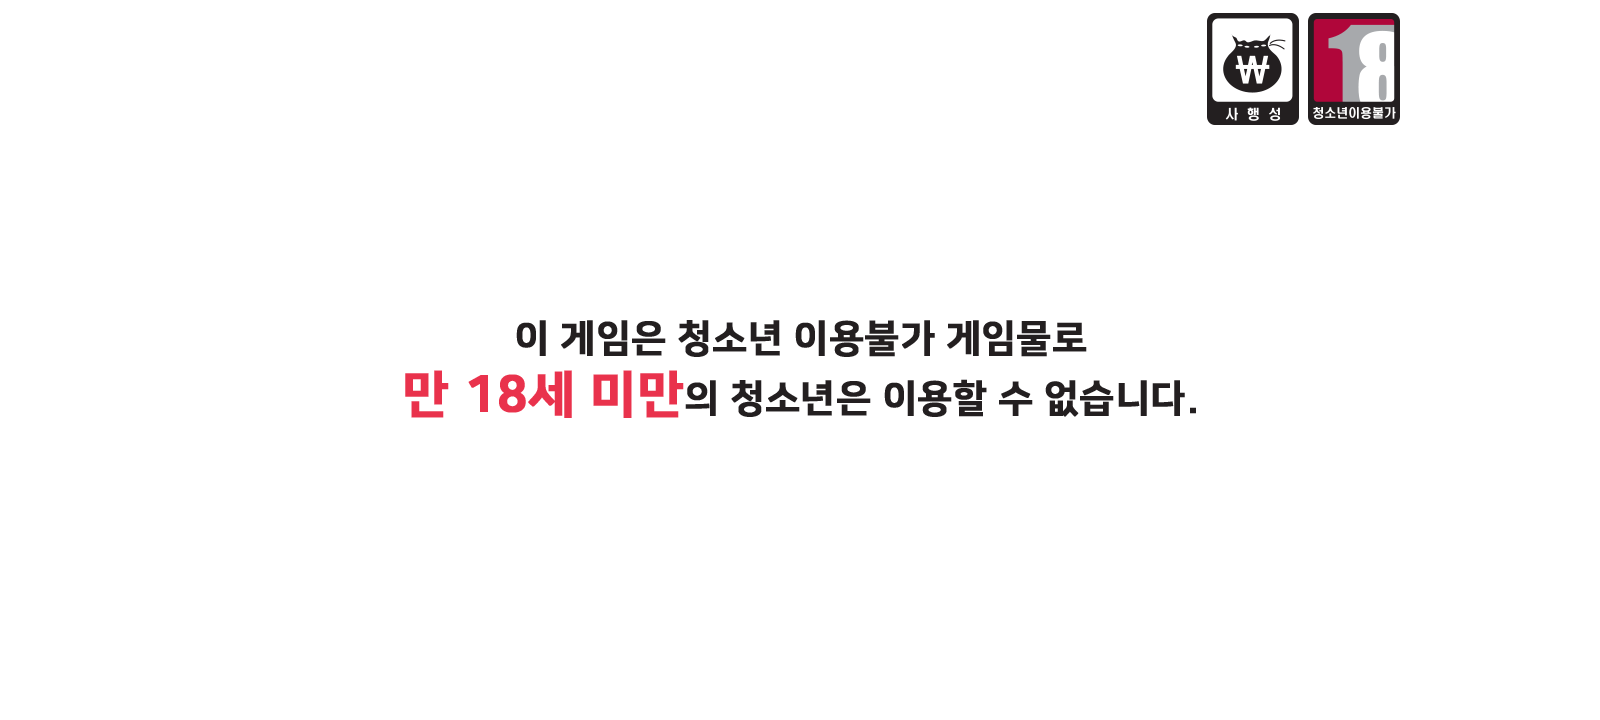 ₩
사행성
18
청소년이용불가
이 게임은 청소년 이용불가 게임물로
만 18세 미만의 청소년은 이용할 수 없습니다.